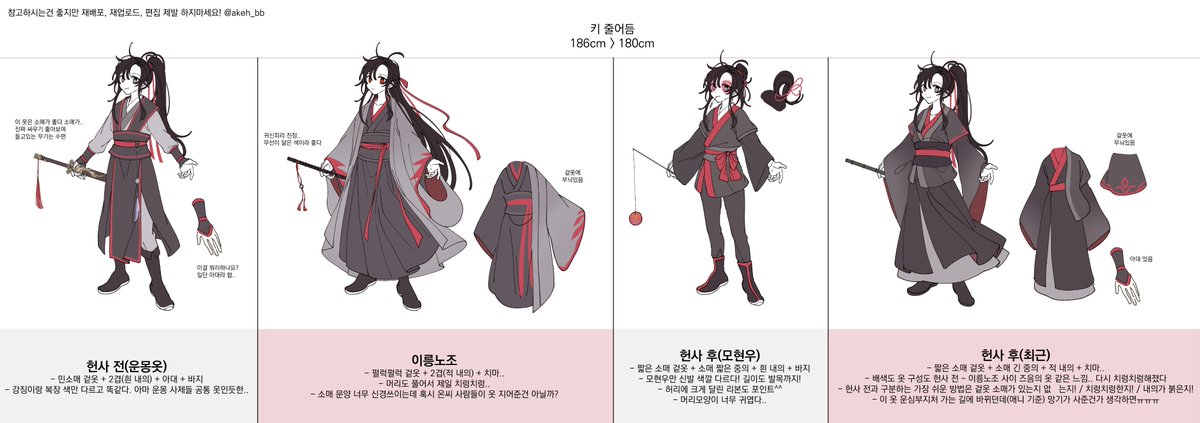 참고하시는건 좋지만 재배포, 재업로드, 편집 제발 하지마세요! @akeh_bb
키 줄어듬
186cm > 180cm
이 옷은 소매가 좋다 소매가..
진짜 싸우기 좋아보여
들고있는 무기는 수편
이걸 뭐라하나요?
일단 아대라 함..
귀신피리 진정..
무선이 닮은 색이라 좋다
겉옷에
무늬있음
겉옷에
무늬있음
아대 있음
헌사 전(운몽옷)
- 민소매 겉옷 + 2겹(흰 내의) + 아대 + 바지
- 강징이랑 복장 색만 다르고 똑같다. 아마 운몽 사제들 공통 옷인듯한..
이릉노조
- 펄럭펄럭 겉옷 + 2겹(적 내의) + 치마..
- 머리도 풀어서 제일 치렁치렁..
- 소매 문양 너무 신경쓰이는데 혹시 온씨 사람들이 옷 지어준건 아닐까?
헌사 후(모현우)
- 짧은 소매 겉옷 + 소매 짧은 중의 + 흰 내의 + 바지
- 모현우만 신발 색깔 다르다! 길이도 발목까지!
- 허리에 크게 달린 리본도 포인트^^
- 머리모양이 너무 귀엽다..
헌사 후(최근)
- 짧은 소매 겉옷 + 소매 긴 중의 + 적 내의 + 치마..
- 배색도 옷 구성도 헌사 전 ~ 이릉노조 사이 즈음의 옷 같은 느낌.. 다시 치렁치렁해졌다
- 헌사 전과 구분하는 가장 쉬운 방법은 겉옷 소매가 있는지 없 는지! / 치렁치렁한지! / 내의가 붉은지!
- 이 옷 운심부지처 가는 길에 바뀌던데(애니 기준) 망기가 사준건가 생각하면ㅠㅠㅠ